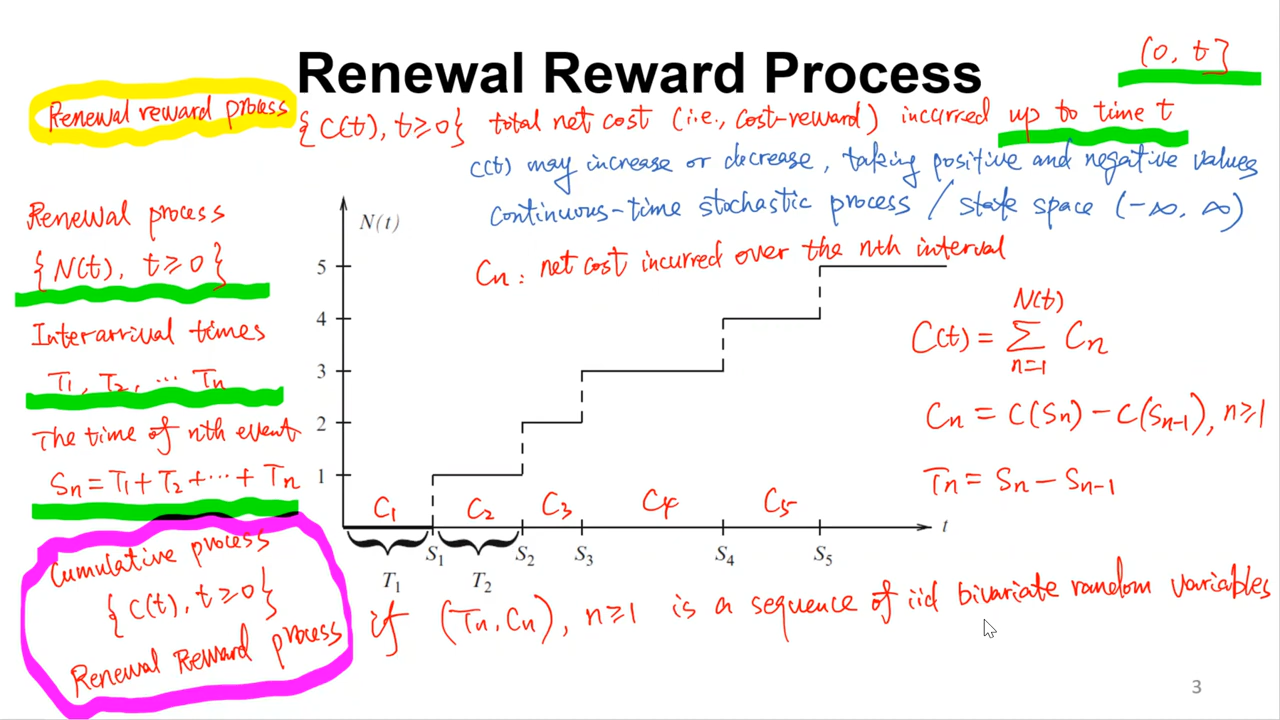 Renewal Reward Process
(0, t]
Renewal reward process
{C(t), t≥0} total net cost (i.e., cost-reward) incurred up to time t
C(t) may increase or decrease, taking positive and negative values
continuous-time stochastic process / state space (-∞, ∞)
Cn : net cost incurred over the nth interval
Renewal process
{N(t), t≥0}
Interarrival times
T1, T2, ... Tn
The time of nth event
Sn = T1 + T2 + ... + Tn
Cumulative process
{C(t), t≥0}
Renewal Reward process
N(t)
5
4
3
2
1
C1 C2 C3 C4 C5
t
S1 S2 S3 S4 S5
T1 T2
C(t) = ∑_{n=1}^{N(t)} Cn
Cn = C(Sn) - C(Sn-1), n≥1
Tn = Sn - Sn-1
if (Tn, Cn), n≥1 is a sequence of iid bivariate random variables
3